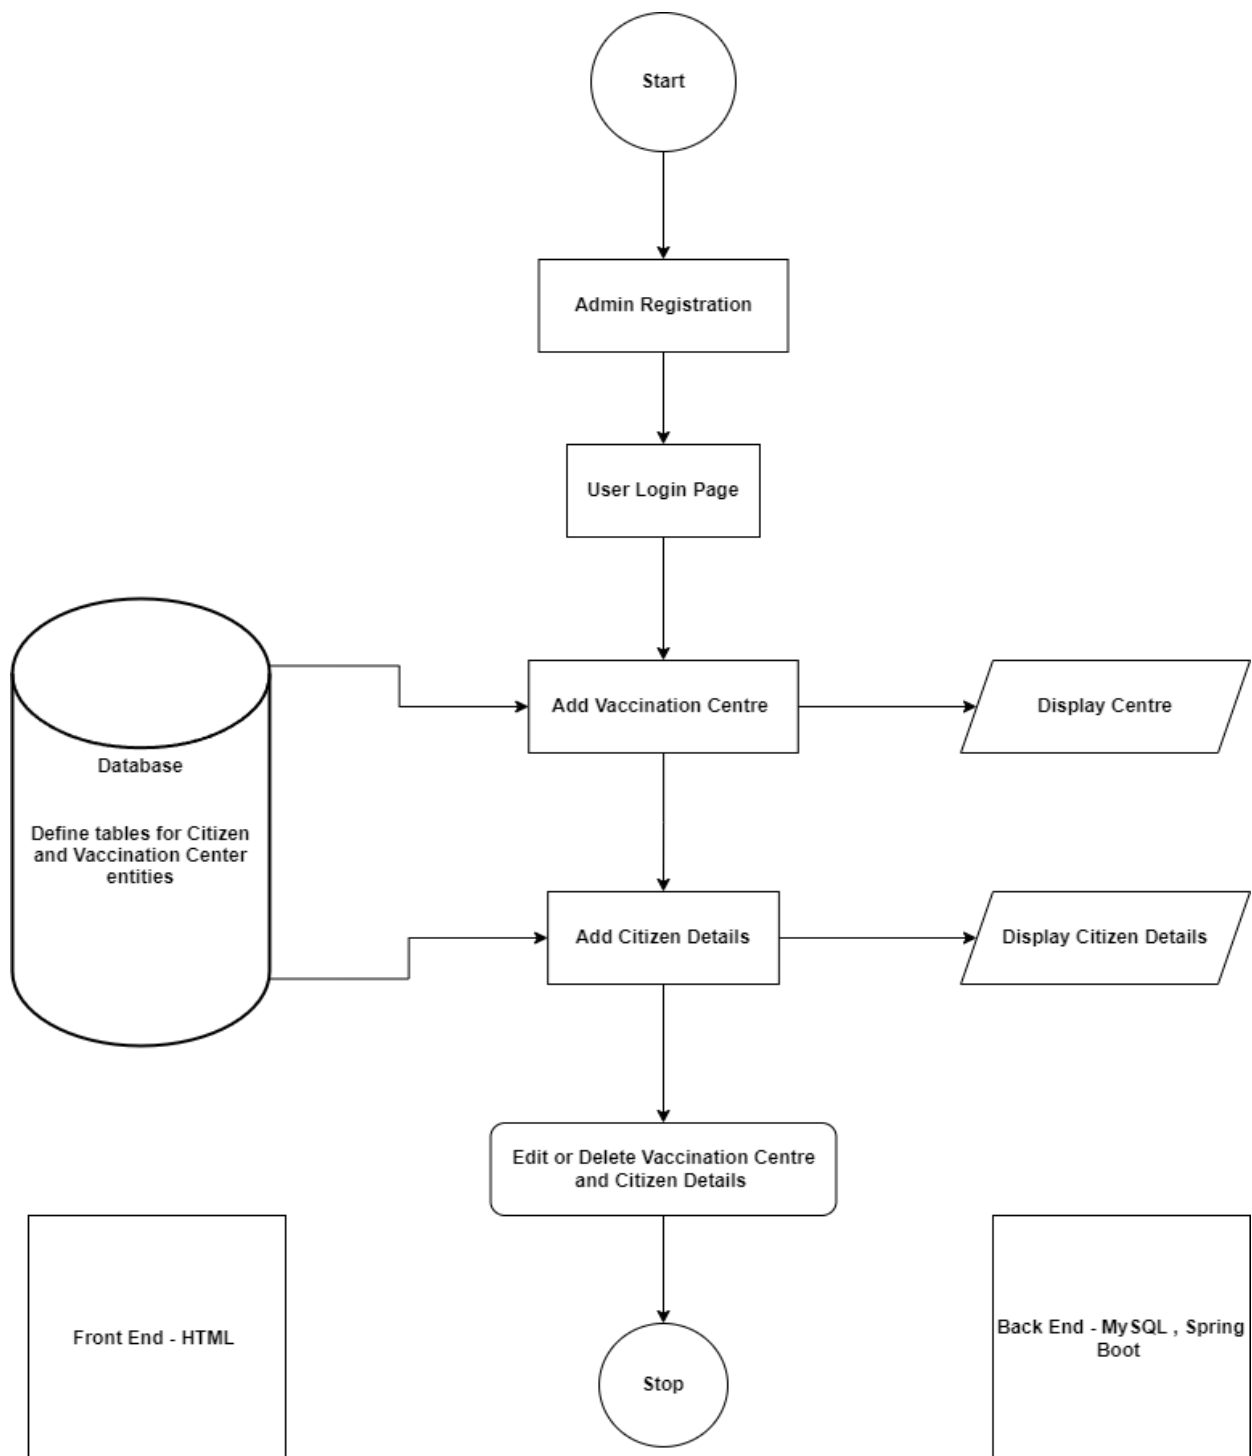 Start
Admin Registration
User Login Page
Add Vaccination Centre
Display Centre
Database
Define tables for Citizen
and Vaccination Center
entities
Add Citizen Details
Display Citizen Details
Edit or Delete Vaccination Centre
and Citizen Details
Front End - HTML
Stop
Back End - MySQL , Spring
Boot